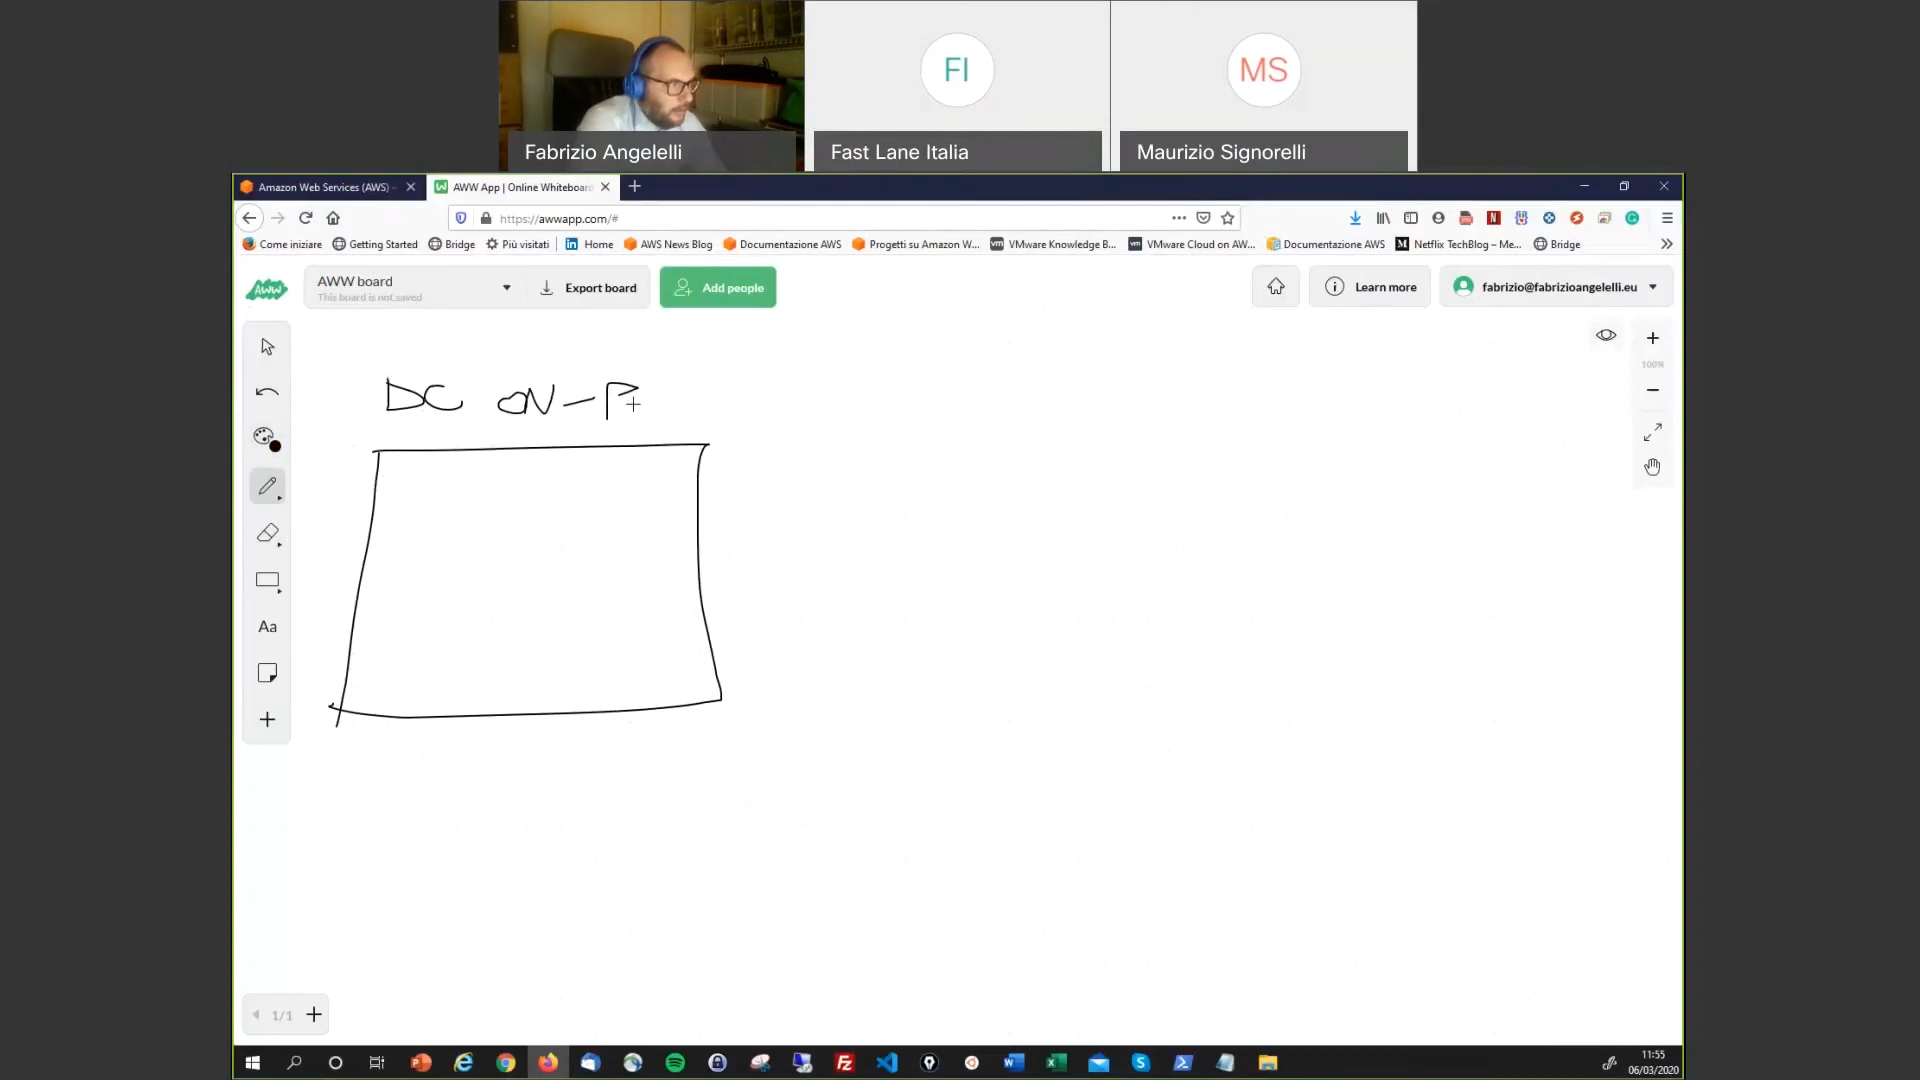 FI
MS
Fabrizio Angelelli
Fast Lane Italia
Maurizio Signorelli
Amazon Web Services (AWS) -
AWW App | Online Whiteboard
https://awwapp.com/#
Come iniziare
Getting Started
Bridge
Più visitati
Home
AWS News Blog
Documentazione AWS
Progetti su Amazon W...
VMware Knowledge B...
VMware Cloud on AW...
Documentazione AWS
Netflix TechBlog – Me...
Bridge
AWW
AWW board
This board is not saved
Export board
Add people
Learn more
fabrizio@fabrizioangelelli.eu
100%
DC ON-P
Aa
1/1
11:55
06/03/2020